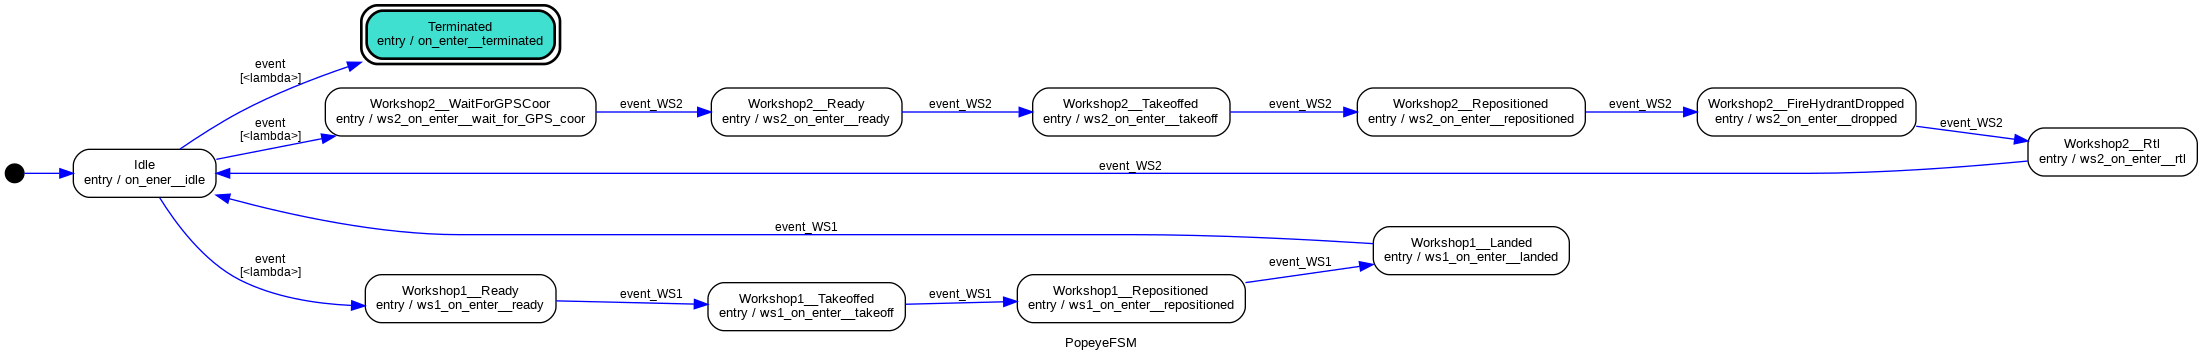 Terminated
entry / on_enter__terminated
event
[<lambda>]
Workshop2__WaitForGPSCoor
entry / ws2_on_enter__wait_for_GPS_coor
event_WS2
Workshop2__Ready
entry / ws2_on_enter__ready
event_WS2
Workshop2__Takeoffed
entry / ws2_on_enter__takeoff
event_WS2
Workshop2__Repositioned
entry / ws2_on_enter__repositioned
event_WS2
Workshop2__FireHydrantDropped
entry / ws2_on_enter__dropped
event_WS2
Workshop2__Rtl
entry / ws2_on_enter__rtl
event
[<lambda>]
Idle
entry / on_ener__idle
event_WS2
event_WS1
event
[<lambda>]
Workshop1__Ready
entry / ws1_on_enter__ready
event_WS1
Workshop1__Takeoffed
entry / ws1_on_enter__takeoff
event_WS1
Workshop1__Repositioned
entry / ws1_on_enter__repositioned
event_WS1
Workshop1__Landed
entry / ws1_on_enter__landed
PopeyeFSM